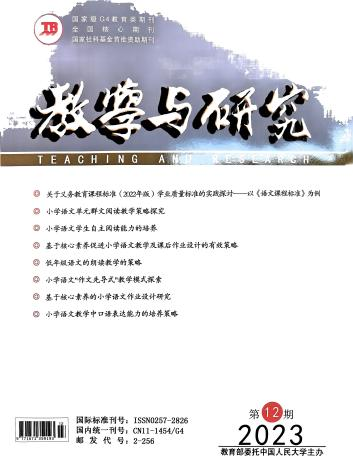 国家级G4教育类期刊
全国核心期刊
国家社科基金首批资助期刊
教学与研究
TEACHING AND RESEARCH
◎ 关于义务教育课程标准（2022年版）学业质量标准的实践探讨——以《语文课程标准》为例
◎ 小学语文单元群文阅读教学策略探究
◎ 小学语文学生自主阅读能力的培养
◎ 基于核心素养促进小学语文教学及课后作业设计的有效策略
◎ 低年级语文的朗读教学的策略
◎ 小学语文“作文先导式”教学模式探索
◎ 基于核心素养的小学语文作业设计研究
◎ 小学语文教学中口语表达能力的培养策略
国际标准刊号：ISSN0257-2826
国内统一刊号：CN11-1454/G4
邮发代号：2-256
第12期
2023
教育部委托中国人民大学主办